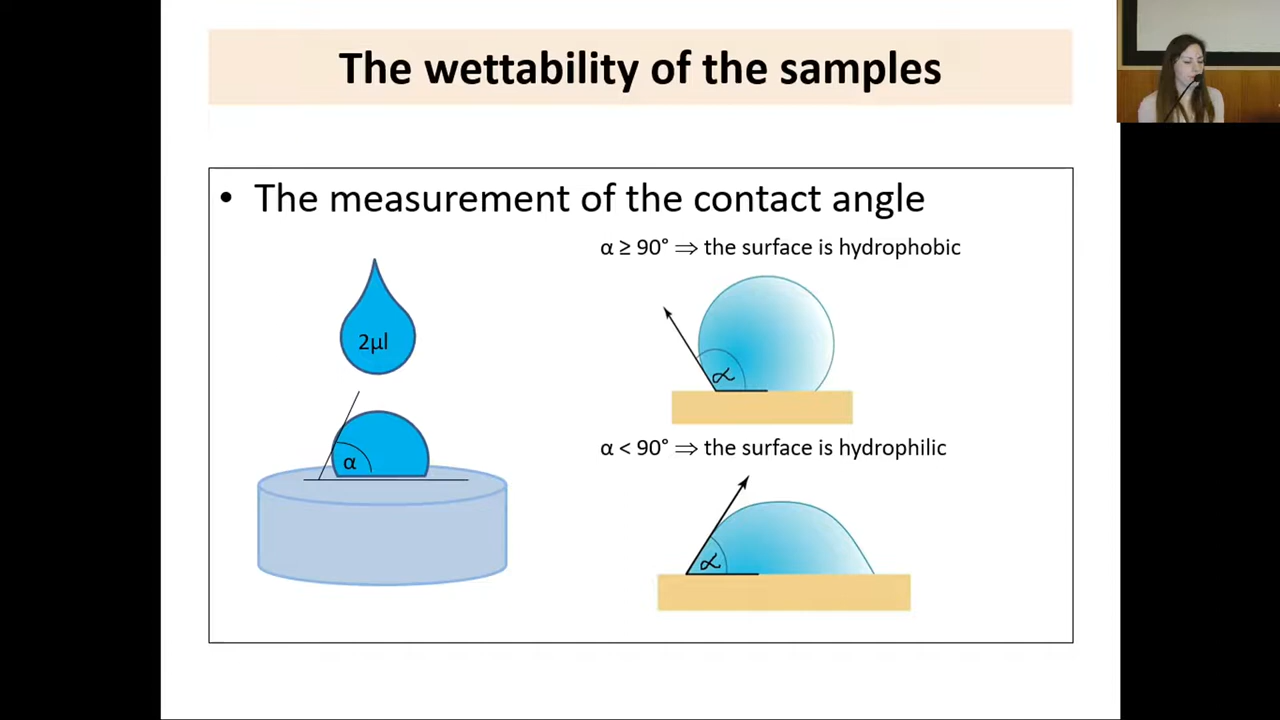 The wettability of the samples
• The measurement of the contact angle
α ≥ 90° ⇒ the surface is hydrophobic
2µl
α
α < 90° ⇒ the surface is hydrophilic
α
α